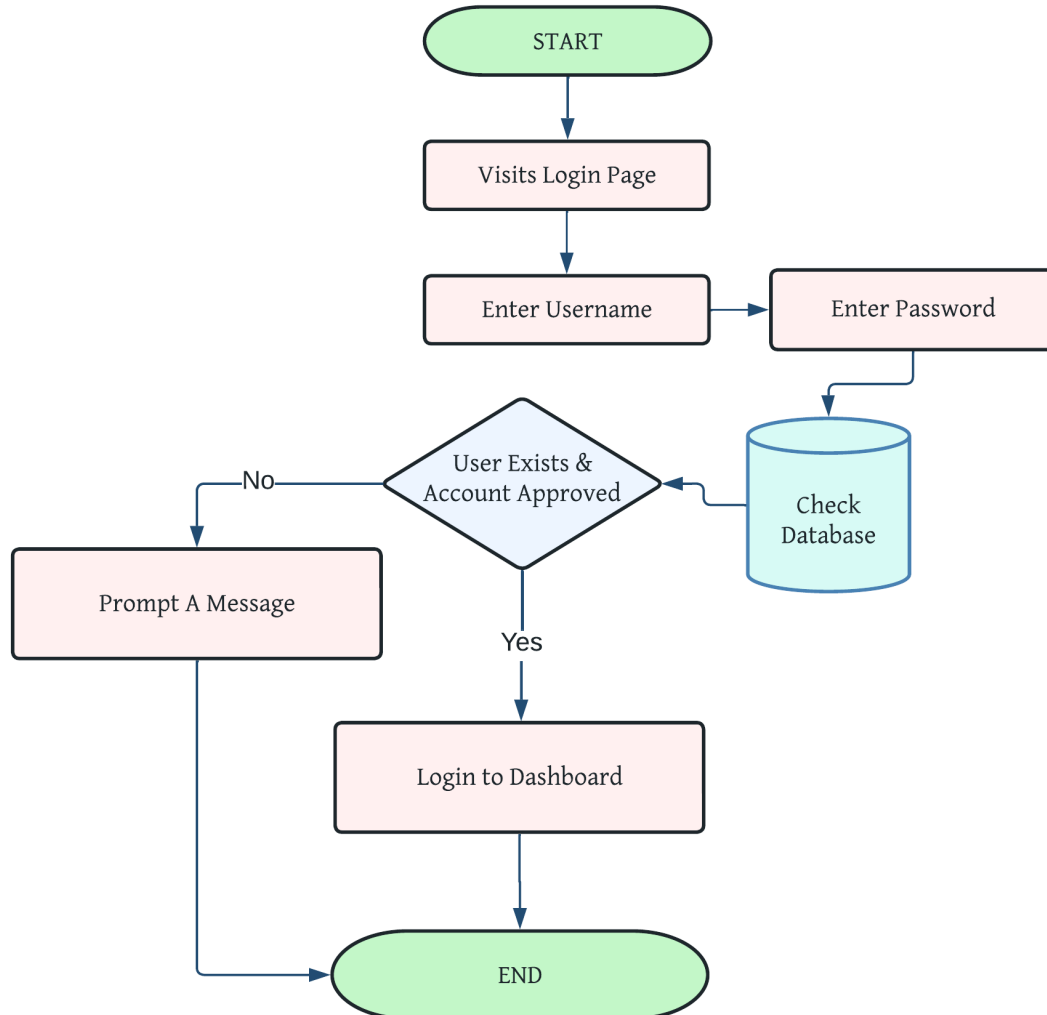 START
Visits Login Page
Enter Username
Enter Password
User Exists &
Account Approved
No
Check
Database
Prompt A Message
Yes
Login to Dashboard
END